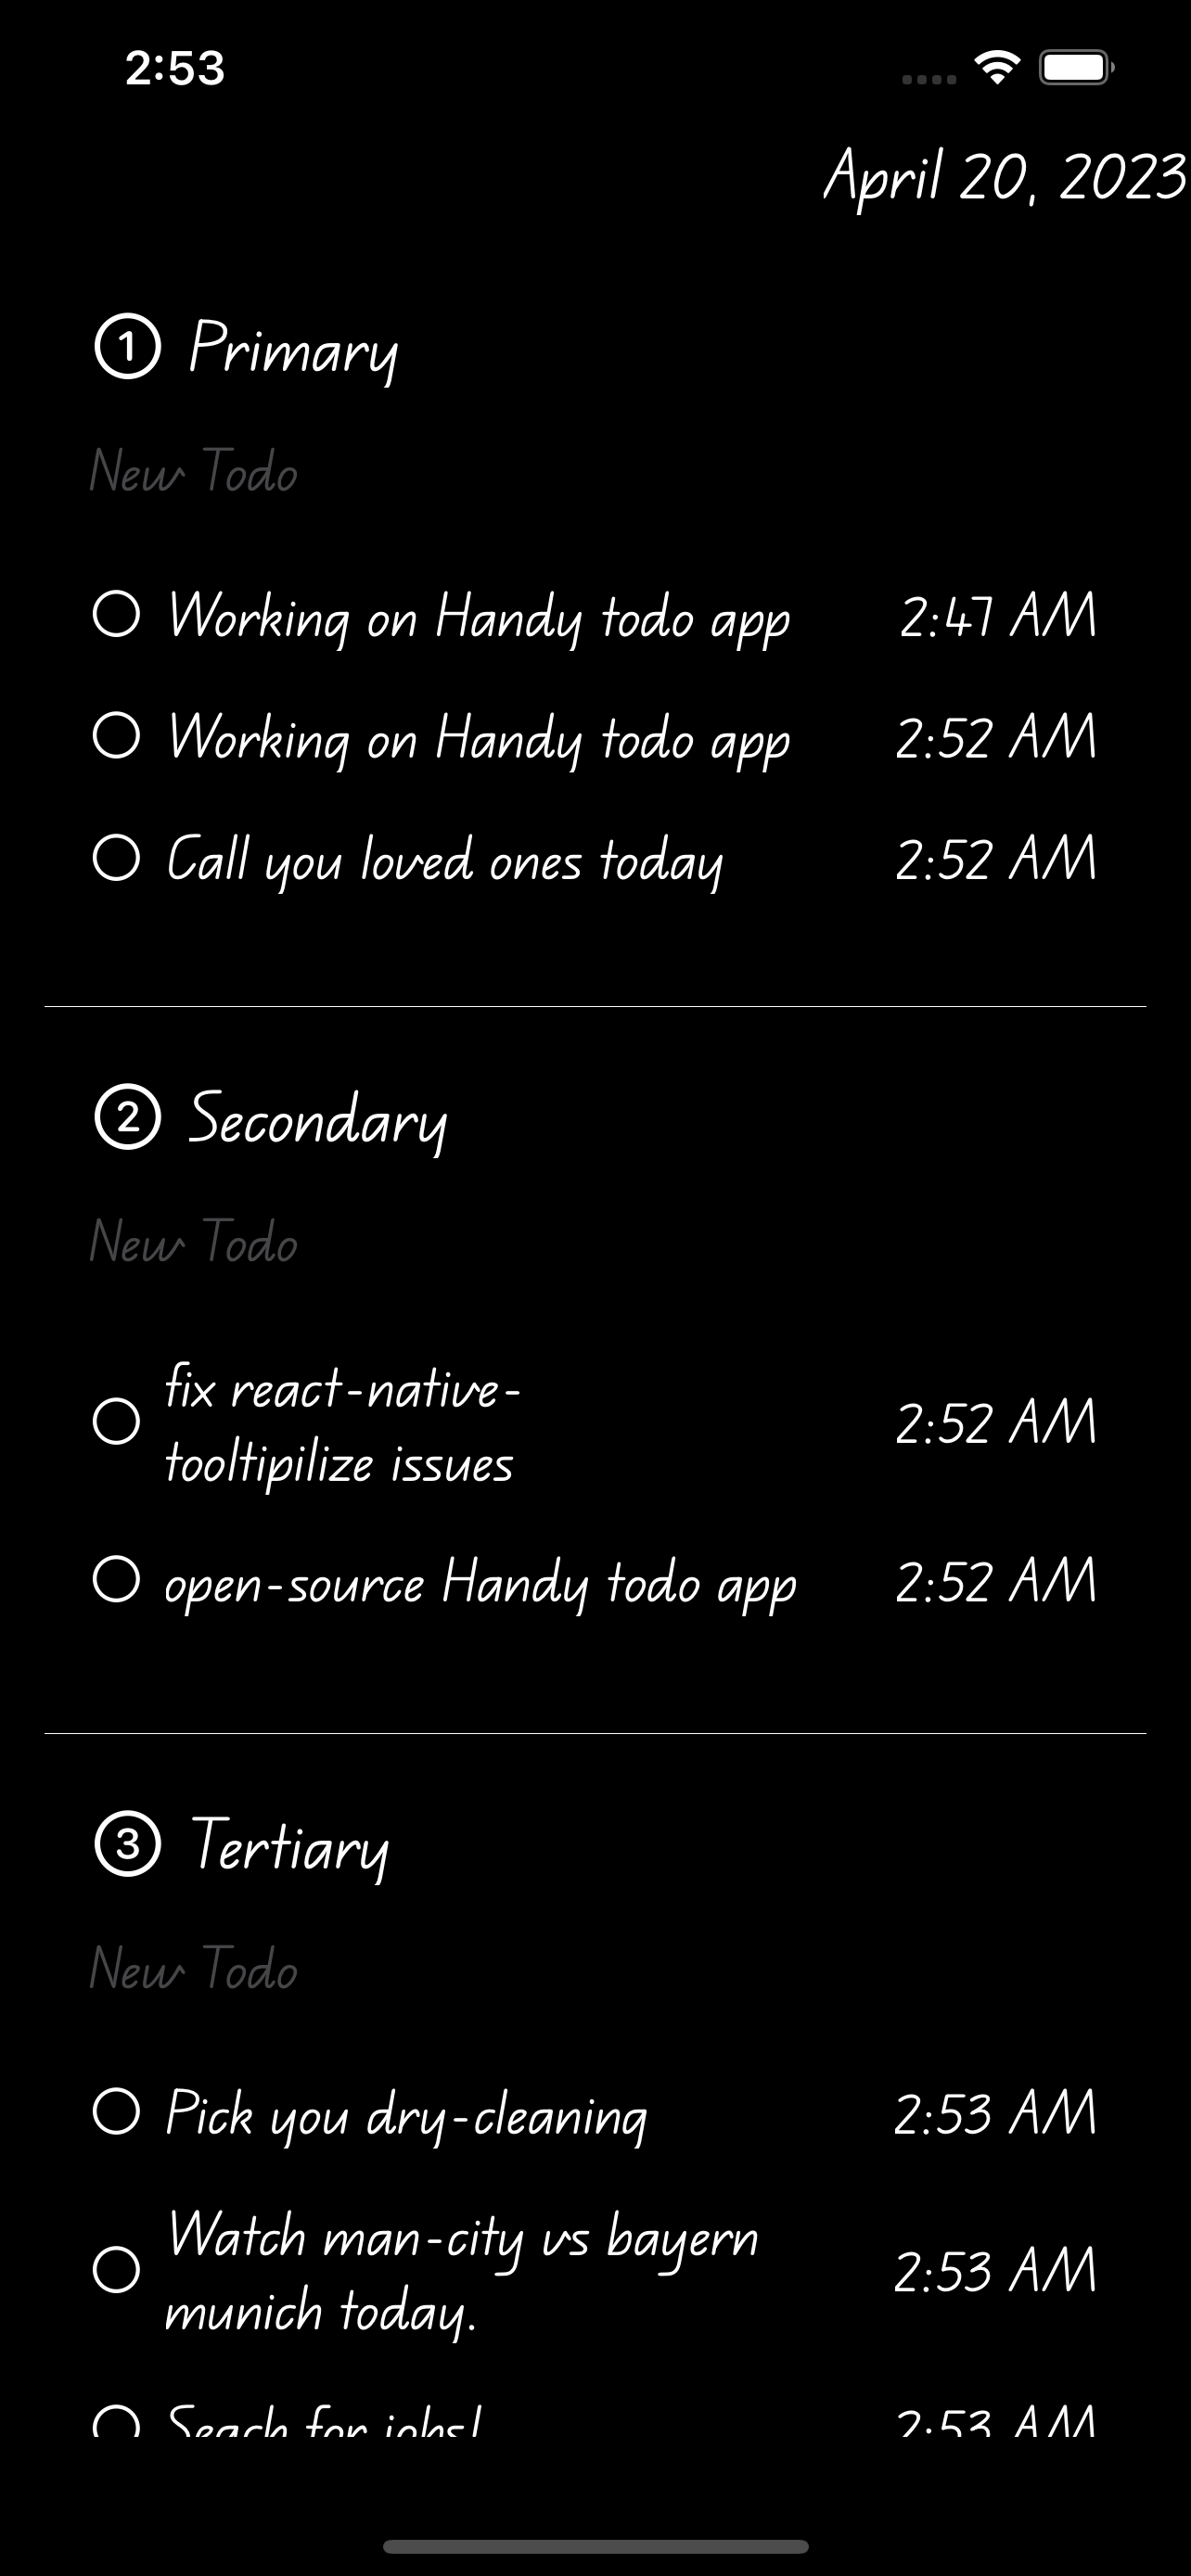 2:53
April 20, 2023
1 Primary
New Todo
Working on Handy todo app 2:47 AM
Working on Handy todo app 2:52 AM
Call you loved ones today 2:52 AM
2 Secondary
New Todo
fix react-native-
tooltipilize issues 2:52 AM
open-source Handy todo app 2:52 AM
3 Tertiary
New Todo
Pick you dry-cleaning 2:53 AM
Watch man-city vs bayern
munich today. 2:53 AM
Seach for jobs! 2:53 AM